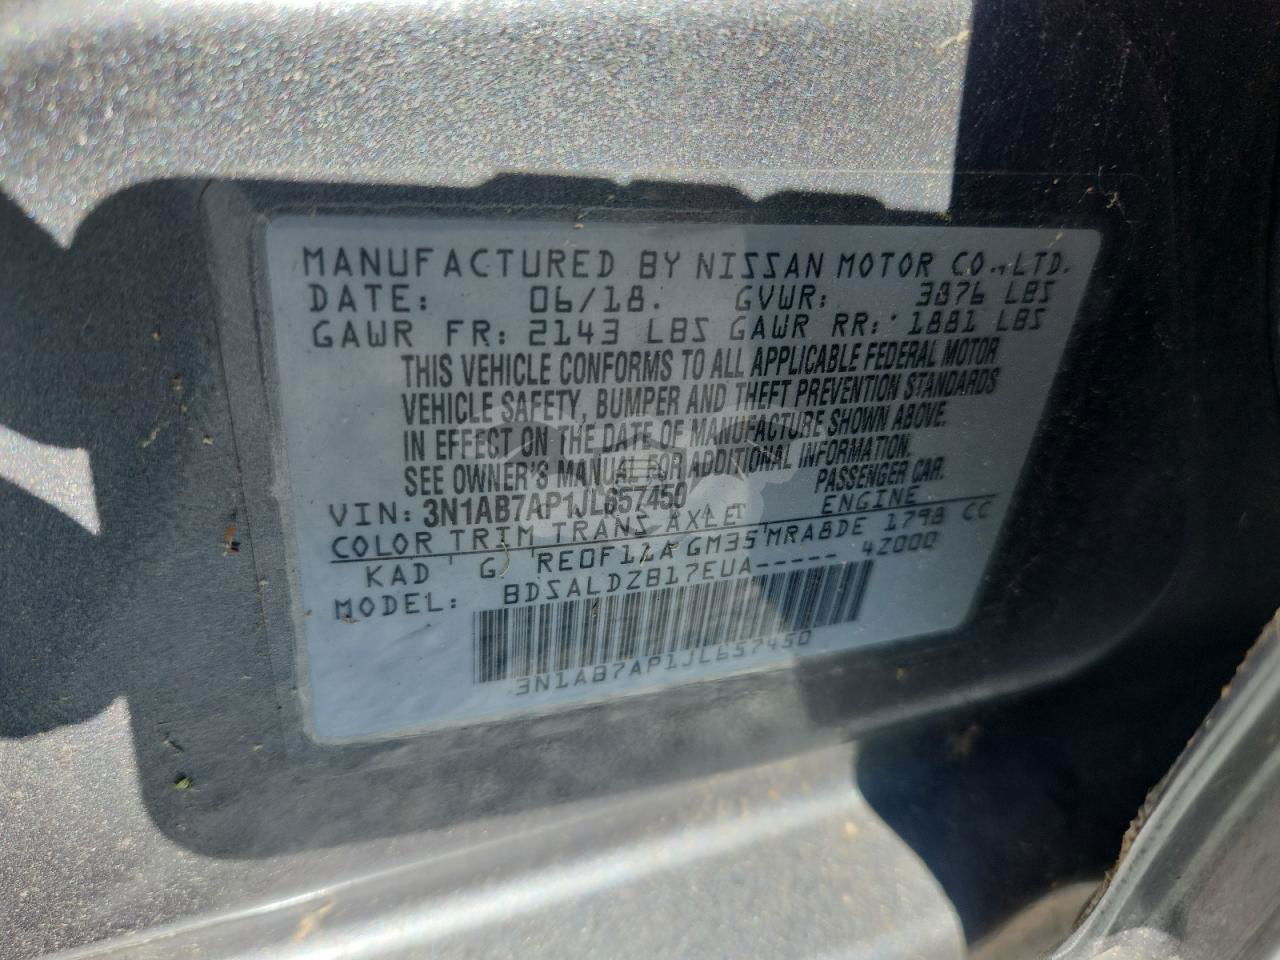 MANUFACTURED BY NISSAN MOTOR CO., LTD.
DATE: 06/18. GVWR: 3876 LBS
GAWR FR: 2143 LBS GAWR RR: 1881 LBS
THIS VEHICLE CONFORMS TO ALL APPLICABLE FEDERAL MOTOR
VEHICLE SAFETY, BUMPER AND THEFT PREVENTION STANDARDS
IN EFFECT ON THE DATE OF MANUFACTURE SHOWN ABOVE.
SEE OWNER'S MANUAL FOR ADDITIONAL INFORMATION.
VIN: 3N1AB7AP1JL657450 PASSENGER CAR.
COLOR TRIM TRANS AXLE ENGINE
KAD G RE0F11A GM35 MRA8DE 1798 CC
MODEL: BDSALDZB17EUA----- 4Z000
3N1AB7AP1JL657450